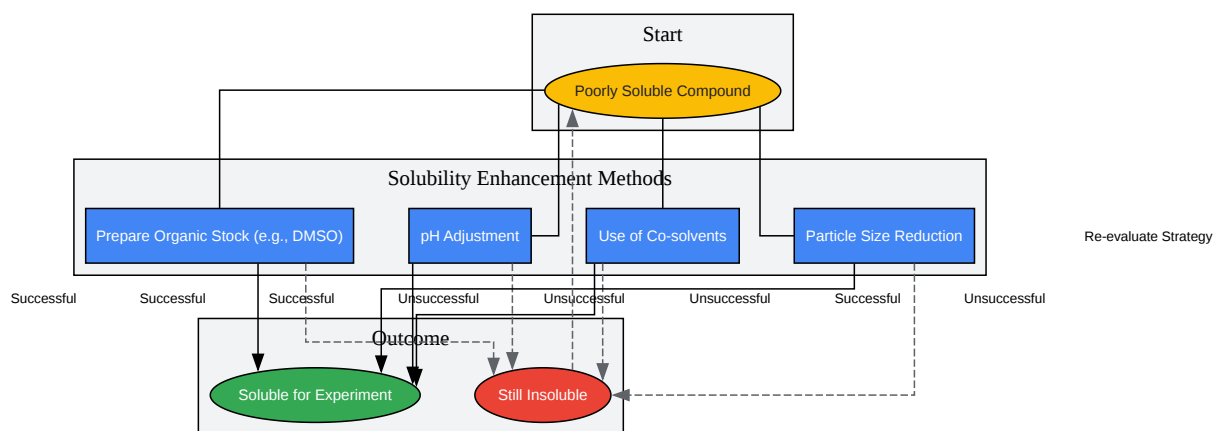 Start
Poorly Soluble Compound
Solubility Enhancement Methods
Prepare Organic Stock (e.g., DMSO)
pH Adjustment
Use of Co-solvents
Particle Size Reduction
Re-evaluate Strategy
Successful
Successful
Successful
Unsuccessful
Unsuccessful
Unsuccessful
Successful
Unsuccessful
Outcome
Soluble for Experiment
Still Insoluble